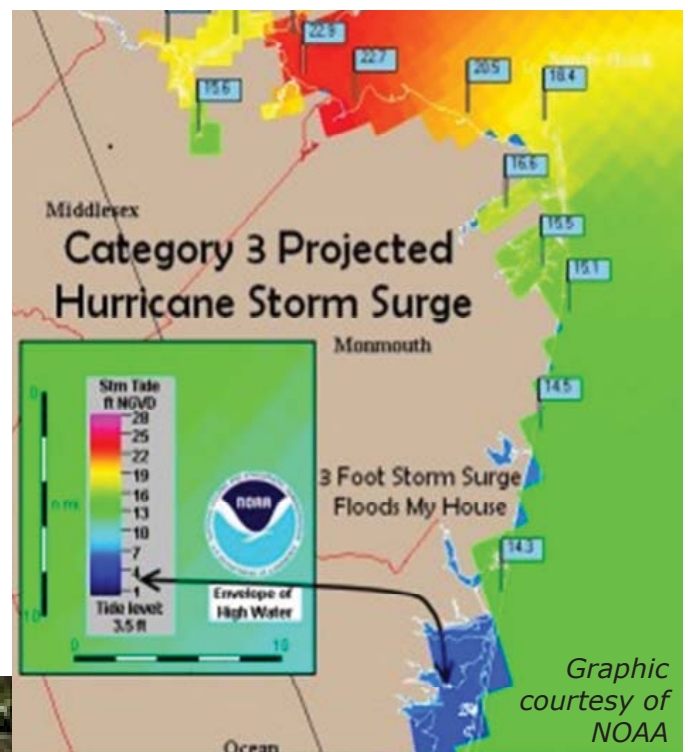 22.9
22.7
20.5
18.4
15.6
16.6
Middlesex
15.5
Category 3 Projected
15.1
Hurricane Storm Surge
Monmouth
Stm Tide
ft NGVD
28
25
22
19
16
13
10
7
4
1
Tide level:
3.5 ft
0
n mi
10
0
10
NOAA
Envelope of
High Water
14.5
3 Foot Storm Surge
Floods My House
14.3
Graphic
courtesy of
NOAA
Ocean